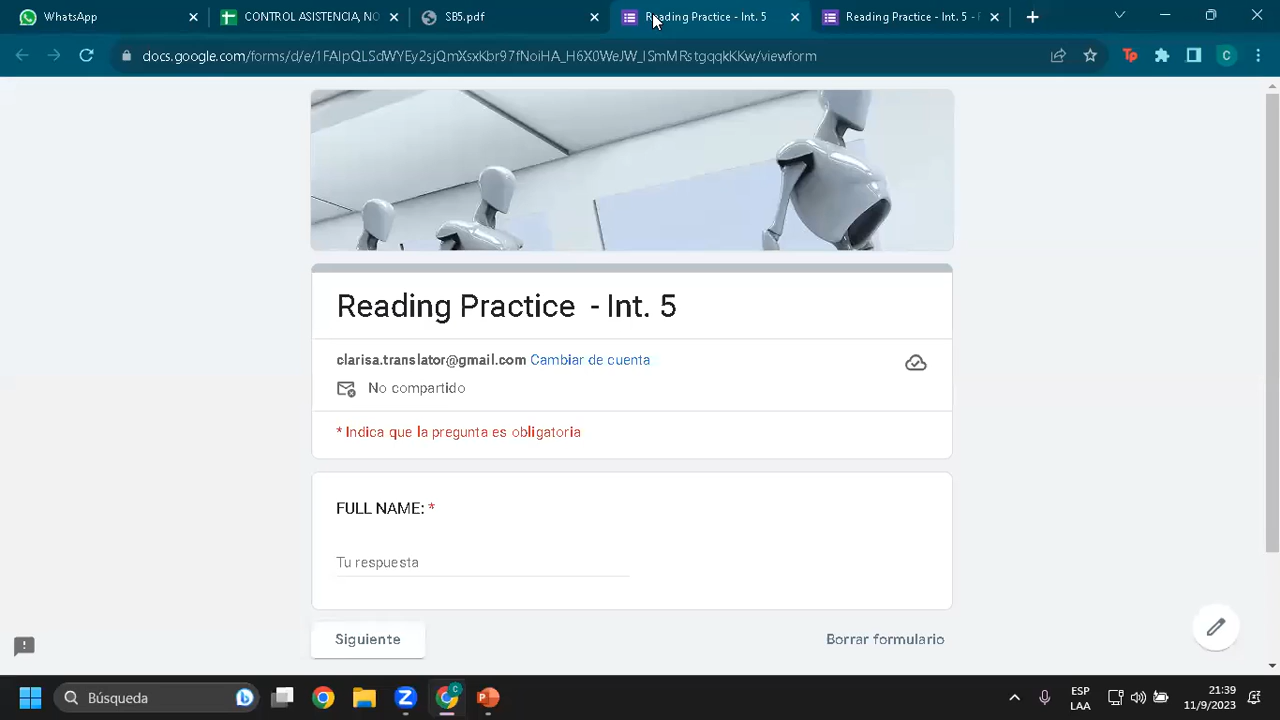 WhatsApp
CONTROL ASISTENCIA, NO
SB5.pdf
Reading Practice - Int. 5
Reading Practice - Int. 5 - F
docs.google.com/forms/d/e/1FAIpQLSdWYEy2sjQmXsxKbr97fNoiHA_H6X0WeJW_ISmMRstgqqkKKw/viewform
Reading Practice - Int. 5
clarisa.translator@gmail.com Cambiar de cuenta
No compartido
* Indica que la pregunta es obligatoria
FULL NAME: *
Tu respuesta
Siguiente
Borrar formulario
Búsqueda
ESP
LAA
21:39
11/9/2023